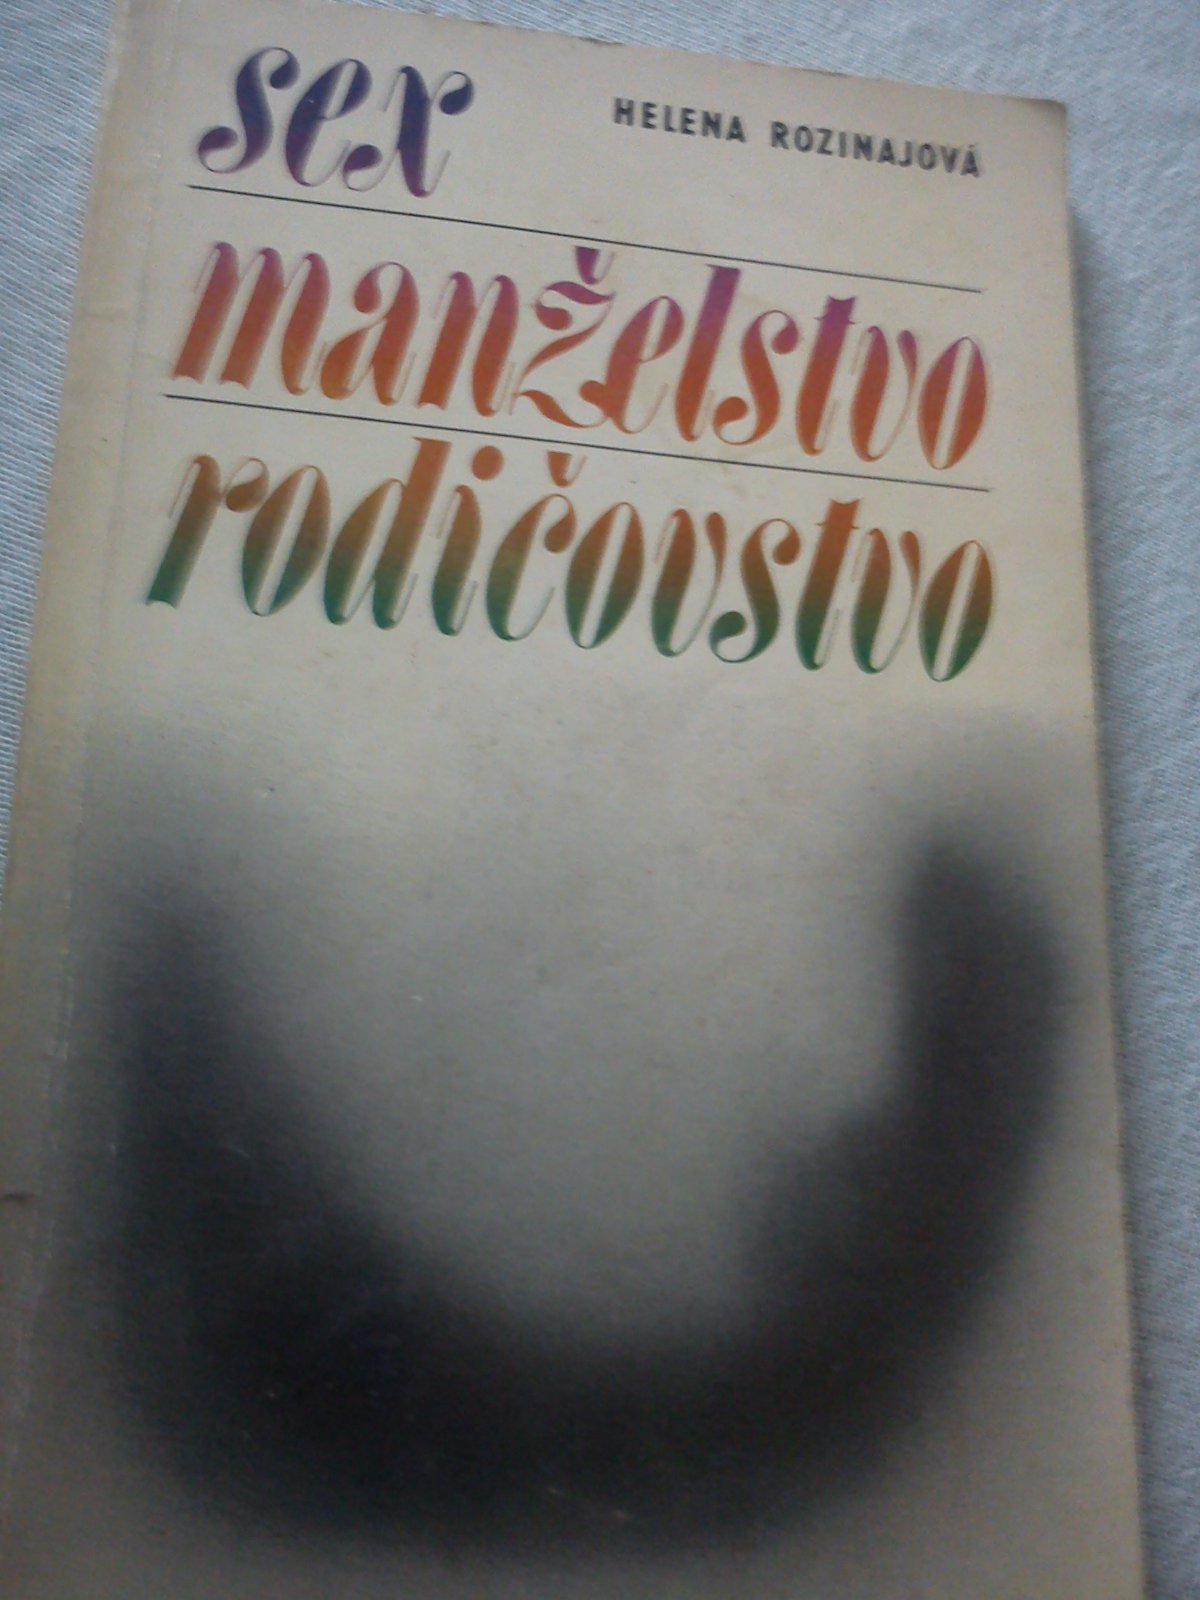 sex
HELENA ROZINAJOVÁ
manželstvo
rodičovstvo